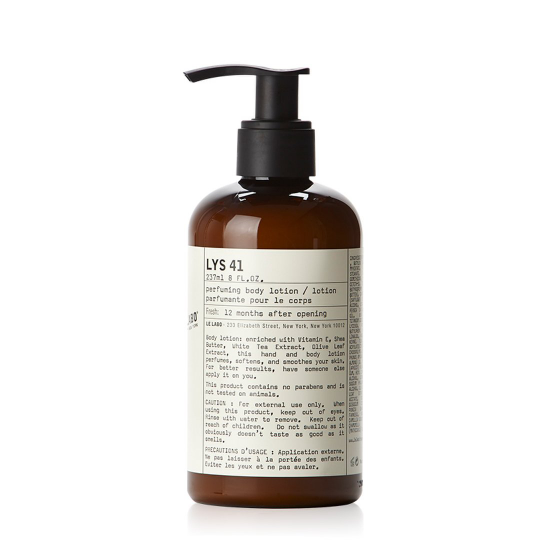 LYS 41
237ml 8 FL.OZ.
perfuming body lotion / lotion
parfumante pour le corps
Fresh: 12 months after opening
LE LABO - 233 Elizabeth Street, New York, New York 10012
Body lotion: enriched with Vitamin E, Shea
Butter, White Tea Extract, Olive Leaf
Extract, this hand and body lotion
perfumes, softens, and smoothes your skin.
For better results, have someone else
apply it on you.
This product contains no parabens and is
not tested on animals.
CAUTION : For external use only. When
using this product, keep out of eyes.
Rinse with water to remove. Keep out of
reach of children. Do not swallow as it
obviously doesn't taste as good as it
smells.
PRECAUTIONS D'USAGE : Application externe.
Ne pas laisser à la portée des enfants.
Eviter les yeux et ne pas avaler.